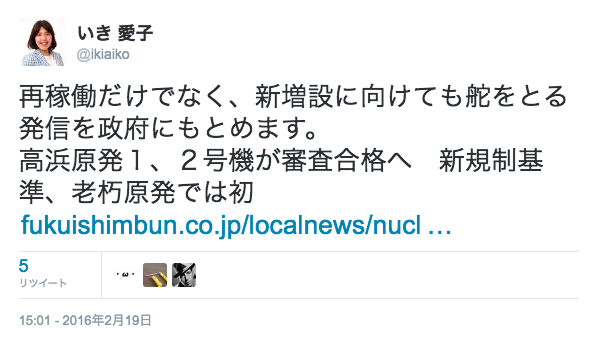 いき 愛子
@ikiaiko
再稼働だけでなく、新増設に向けても舵をとる
発信を政府にもとめます。
高浜原発１、２号機が審査合格へ　新規制基
準、老朽原発では初
fukuishimbun.co.jp/localnews/nucl …
5
リツイート
・ω・
15:01 - 2016年2月19日